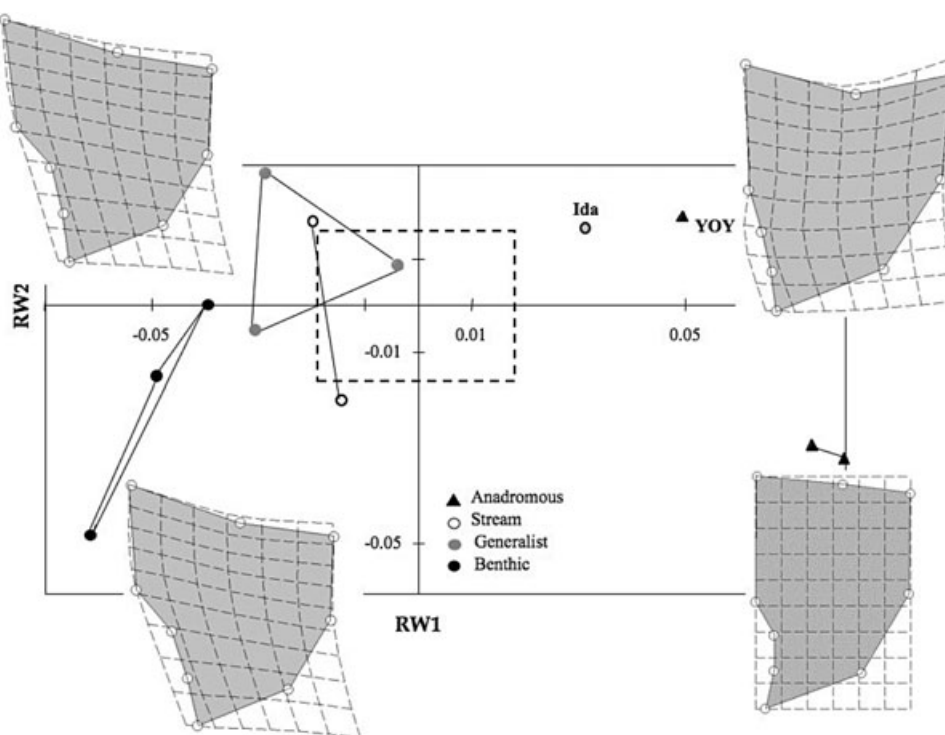 Ida
YOY
RW2
-0.05
0.01
0.05
-0.01
Anadromous
Stream
Generalist
Benthic
-0.05
RW1